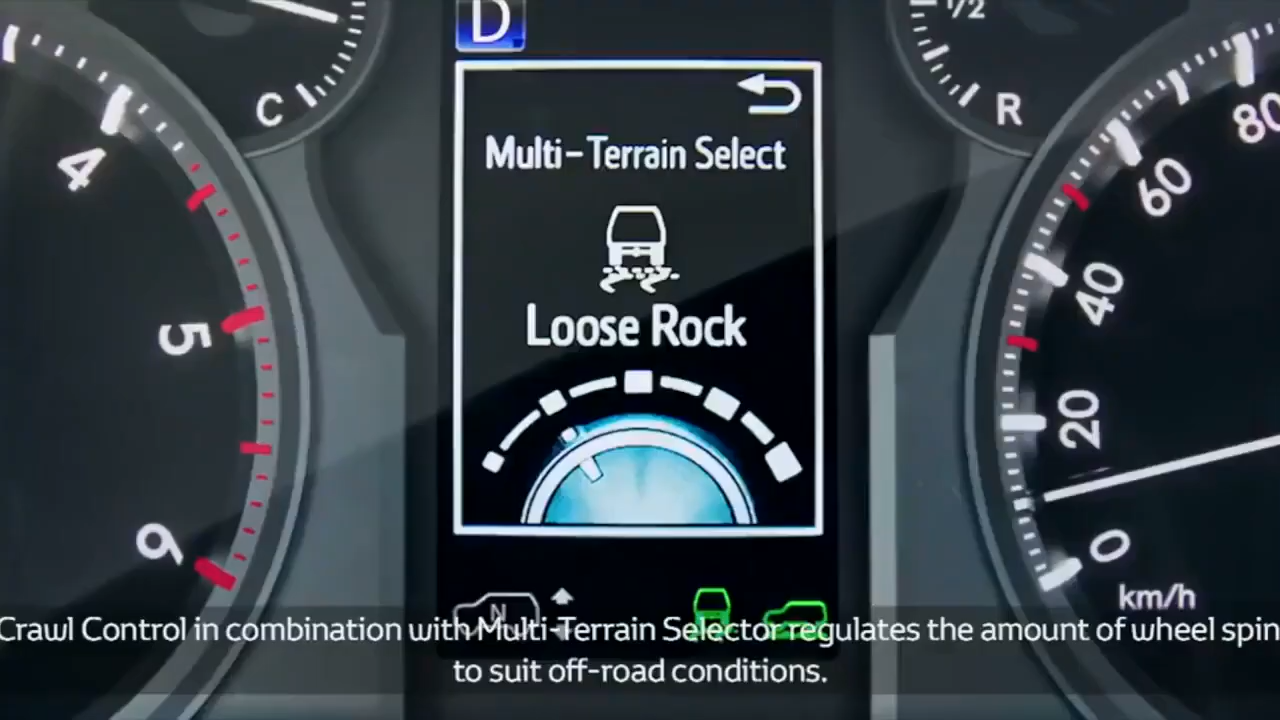 D
1/2
C
R
80
Multi-Terrain Select
4
60
40
Loose Rock
5
20
6
0
N
km/h
Crawl Control in combination with Multi-Terrain Selector regulates the amount of wheel spin
to suit off-road conditions.